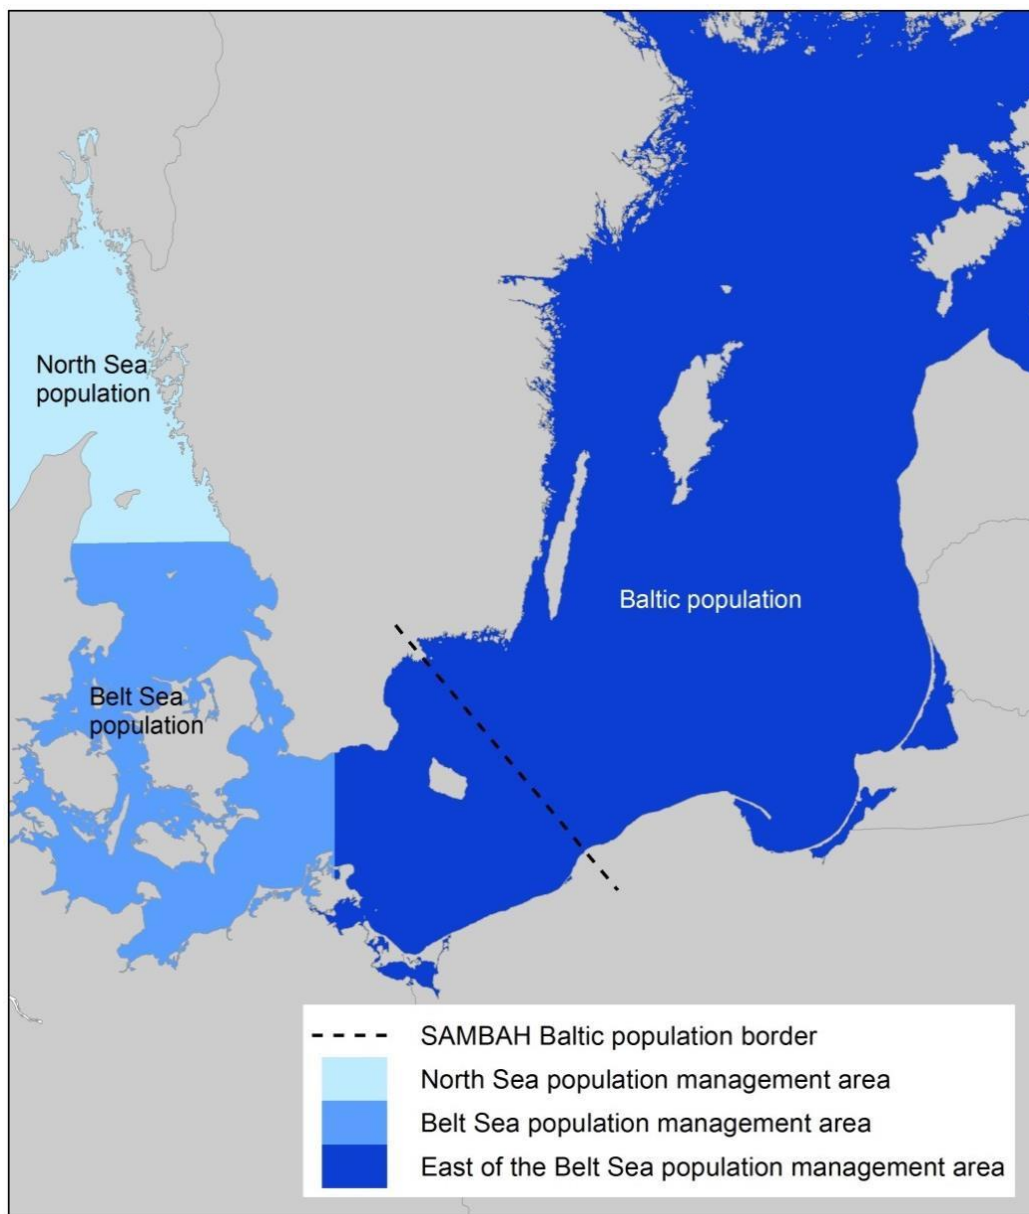 North Sea
population
Baltic population
Belt Sea
population
SAMBAH Baltic population border
North Sea population management area
Belt Sea population management area
East of the Belt Sea population management area